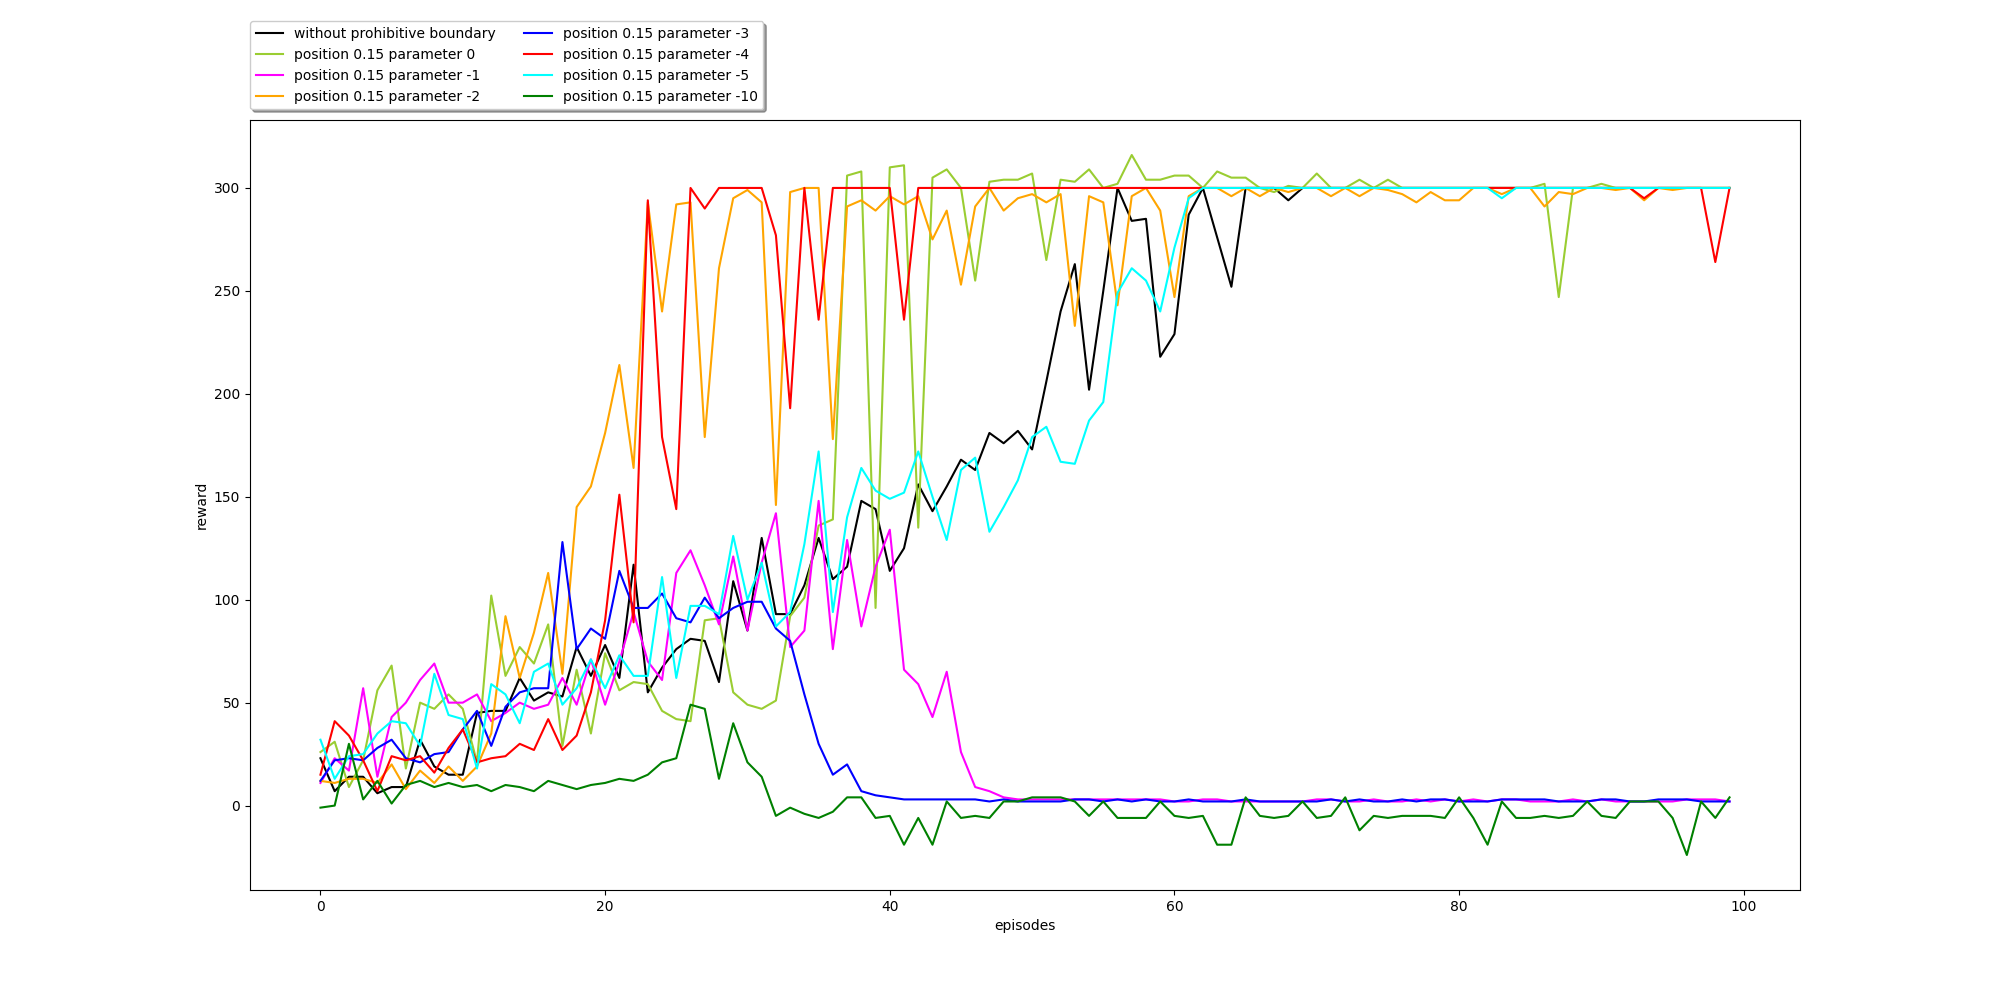 without prohibitive boundary
position 0.15 parameter 0
position 0.15 parameter -1
position 0.15 parameter -2
position 0.15 parameter -3
position 0.15 parameter -4
position 0.15 parameter -5
position 0.15 parameter -10
300
250
200
150
100
50
0
reward
0 20 40 60 80 100
episodes